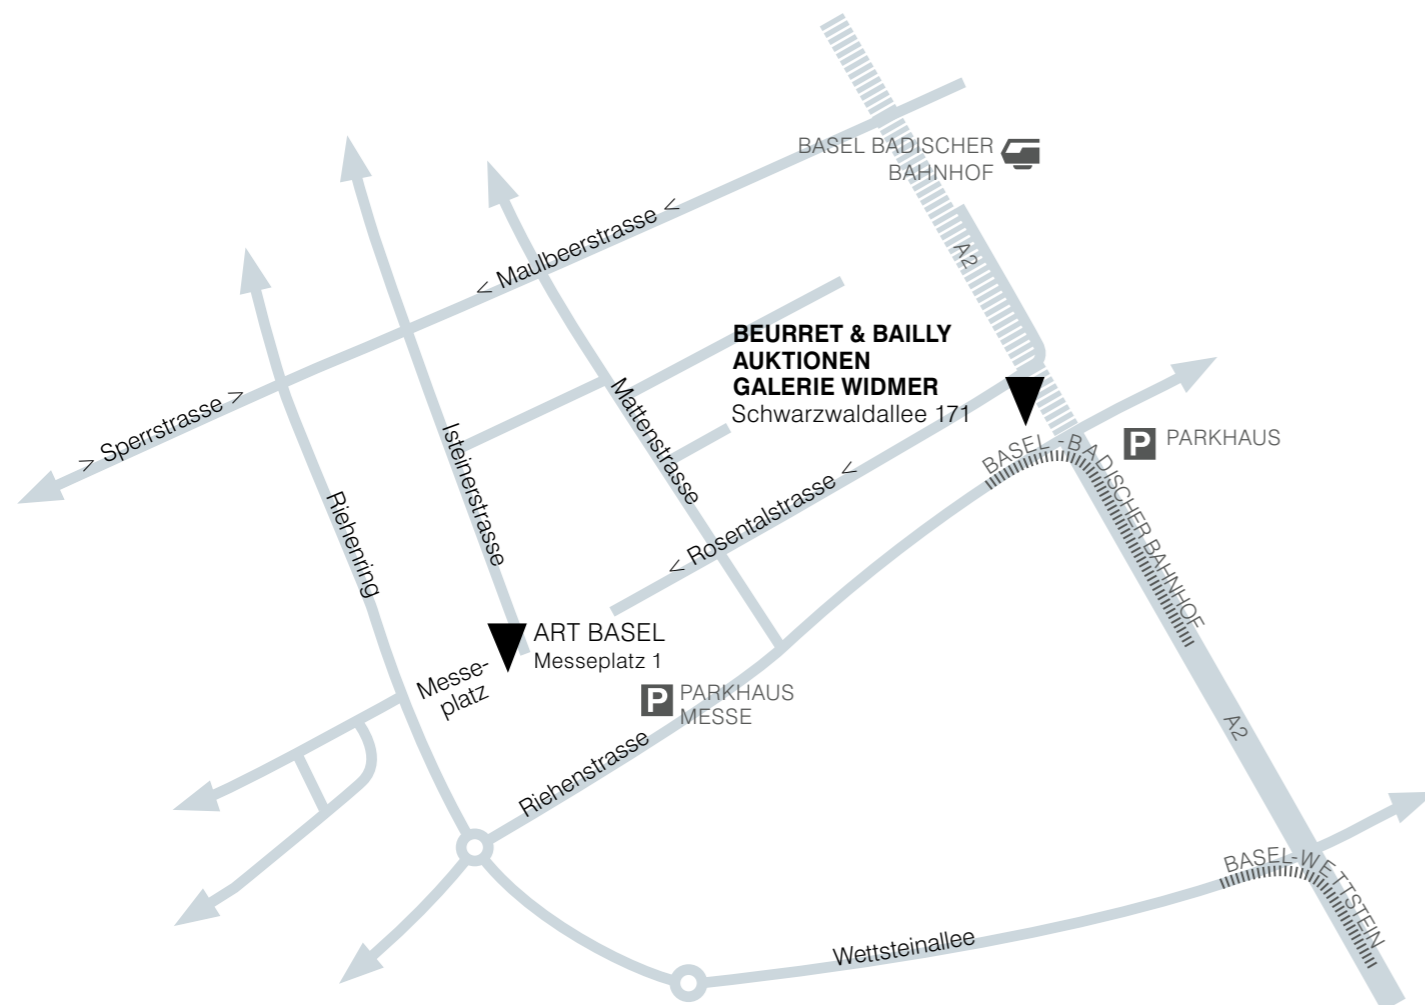 BASEL BADISCHER
BAHNHOF
A2
< Maulbeerstrasse <
BEURRET & BAILLY
AUKTIONEN
GALERIE WIDMER
Schwarzwaldallee 171
> Sperrstrasse >
Isteinerstrasse
Mattenstrasse
BASEL-BADISCHER BAHNHOF
P PARKHAUS
Riehenring
< Rosentalstrasse <
ART BASEL
Messeplatz 1
Messe-
platz
P PARKHAUS
MESSE
A2
Riehenstrasse
BASEL-WETTSTEIN
Wettsteinallee